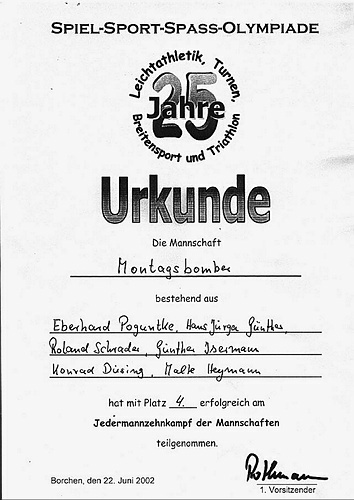 SPIEL-SPORT-SPASS-OLYMPIADE
Leichtathletik, Turnen,
25
Jahre
Breitensport und Triathlon
Urkunde
Die Mannschaft
Montagsbomber
bestehend aus
Eberhard Poguntke, Hans Jürgen Günther,
Roland Schrader, Günther Isermann
Konrad Düsing, Malte Heymann
hat mit Platz 4. erfolgreich am
Jedermannzehnkampf der Mannschaften
teilgenommen.
Borchen, den 22. Juni 2002
Rothmann
1. Vorsitzender